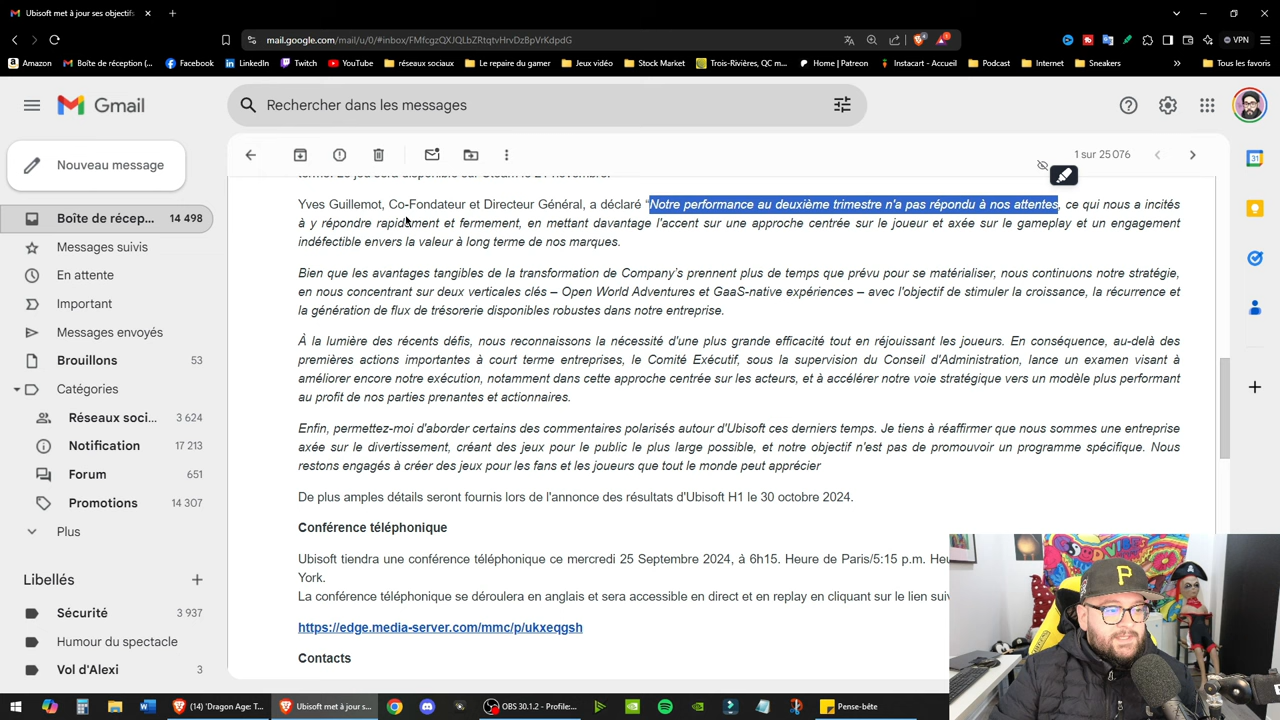 Ubisoft met à jour ses objectifs
mail.google.com/mail/u/0/#inbox/FMfcgzQXJQLbZRtqtvHrvDzBpVrKdpdG
VPN
Amazon
Boîte de réception (...
Facebook
LinkedIn
Twitch
YouTube
réseaux sociaux
Le repaire du gamer
Jeux vidéo
Stock Market
Trois-Rivières, QC m...
Home | Patreon
Instacart - Accueil
Podcast
Internet
Sneakers
Tous les favoris
Gmail
Rechercher dans les messages
Nouveau message
1 sur 25 076
Boîte de récep... 14 498
Messages suivis
En attente
Important
Messages envoyés
Brouillons 53
Catégories
Réseaux soci... 3 624
Notification 17 213
Forum 651
Promotions 14 307
Plus
Libellés
Sécurité 3 937
Humour du spectacle
Vol d'Alexi 3
Yves Guillemot, Co-Fondateur et Directeur Général, a déclaré “Notre performance au deuxième trimestre n'a pas répondu à nos attentes, ce qui nous a incités
à y répondre rapidement et fermement, en mettant davantage l'accent sur une approche centrée sur le joueur et axée sur le gameplay et un engagement
indéfectible envers la valeur à long terme de nos marques.
Bien que les avantages tangibles de la transformation de Company's prennent plus de temps que prévu pour se matérialiser, nous continuons notre stratégie,
en nous concentrant sur deux verticales clés – Open World Adventures et GaaS-native expériences – avec l'objectif de stimuler la croissance, la récurrence et
la génération de flux de trésorerie disponibles robustes dans notre entreprise.
À la lumière des récents défis, nous reconnaissons la nécessité d'une plus grande efficacité tout en réjouissant les joueurs. En conséquence, au-delà des
premières actions importantes à court terme entreprises, le Comité Exécutif, sous la supervision du Conseil d'Administration, lance un examen visant à
améliorer encore notre exécution, notamment dans cette approche centrée sur les acteurs, et à accélérer notre voie stratégique vers un modèle plus performant
au profit de nos parties prenantes et actionnaires.
Enfin, permettez-moi d'aborder certains des commentaires polarisés autour d'Ubisoft ces derniers temps. Je tiens à réaffirmer que nous sommes une entreprise
axée sur le divertissement, créant des jeux pour le public le plus large possible, et notre objectif n'est pas de promouvoir un programme spécifique. Nous
restons engagés à créer des jeux pour les fans et les joueurs que tout le monde peut apprécier
De plus amples détails seront fournis lors de l'annonce des résultats d'Ubisoft H1 le 30 octobre 2024.
Conférence téléphonique
Ubisoft tiendra une conférence téléphonique ce mercredi 25 Septembre 2024, à 6h15. Heure de Paris/5:15 p.m. Heu
York.
La conférence téléphonique se déroulera en anglais et sera accessible en direct et en replay en cliquant sur le lien suiv
https://edge.media-server.com/mmc/p/ukxeqgsh
Contacts
(14) 'Dragon Age: T...
Ubisoft met à jour s...
OBS 30.1.2 - Profile:...
Pense-bête